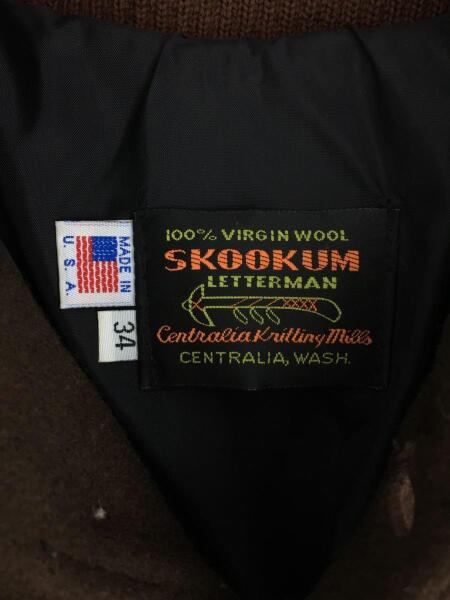 100% VIRGIN WOOL
SKOOKUM
LETTERMAN
Centralia Knitting Mills
CENTRALIA, WASH.
MADE IN
U.S.A.
34